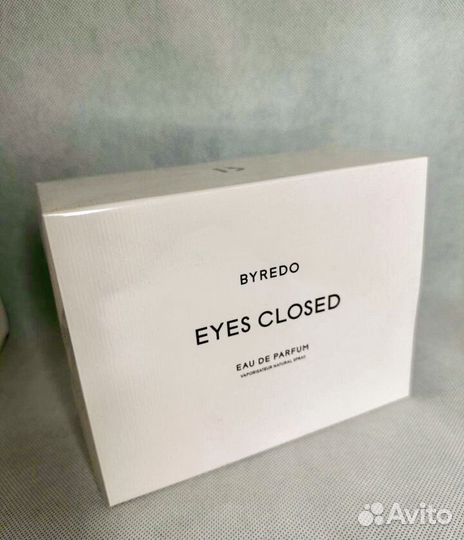 BYREDO
EYES CLOSED
EAU DE PARFUM
VAPORISATEUR NATURAL SPRAY
Avito